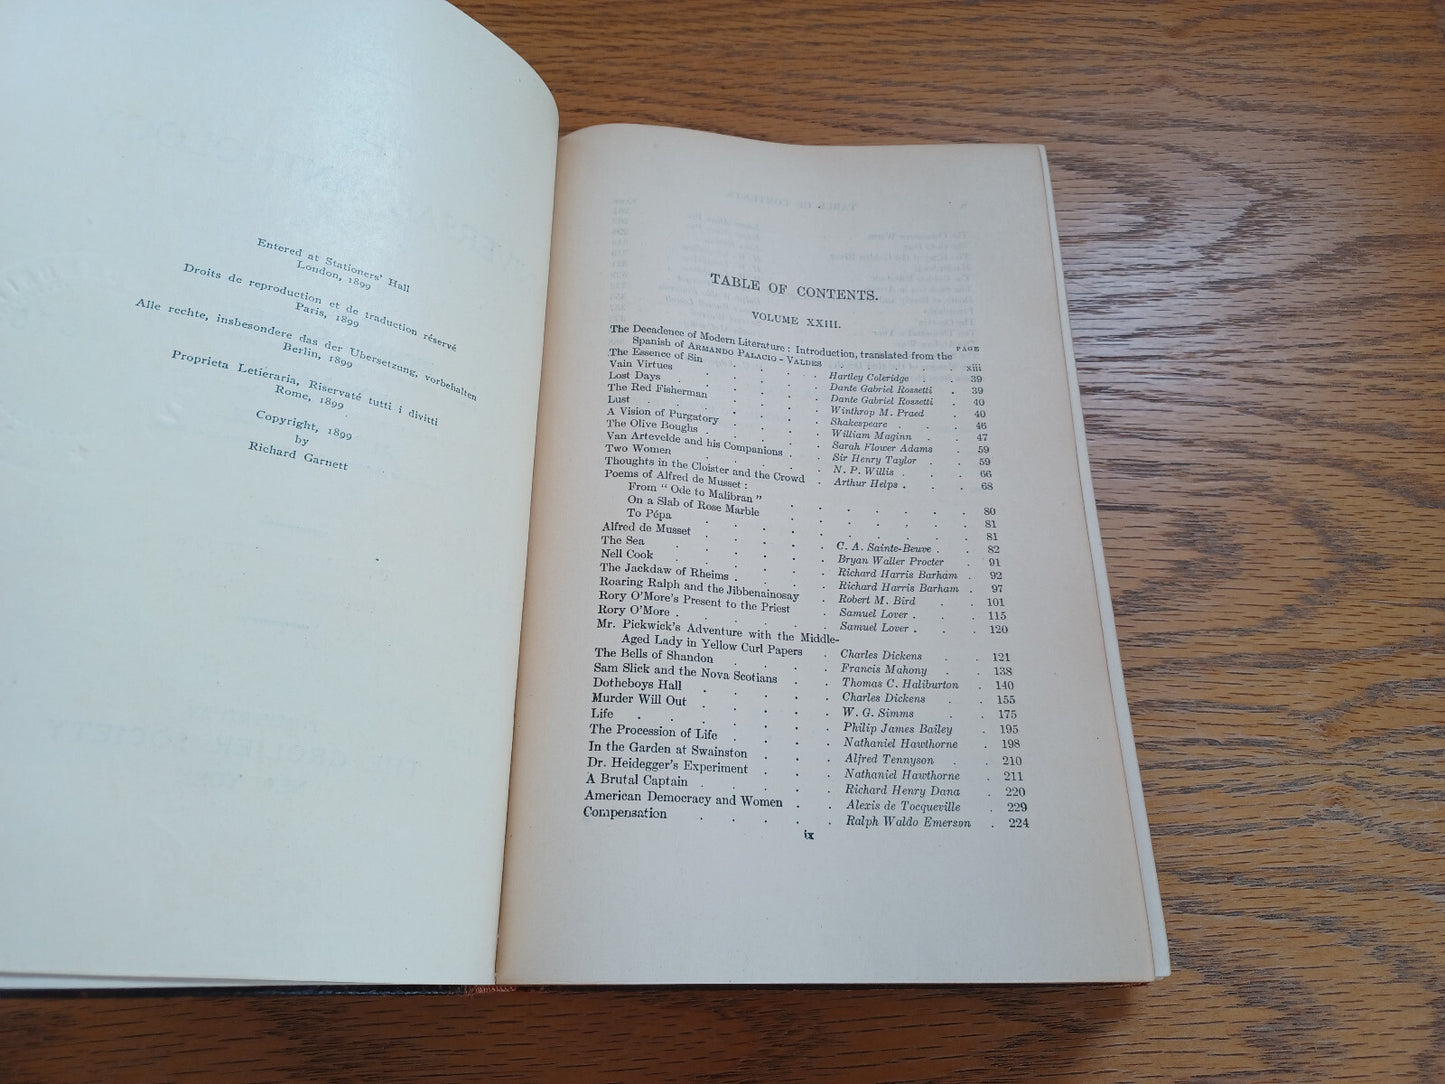 Entered at Stationers' Hall
London, 1899
Droits de reproduction et de traduction réservé
Paris, 1899
Alle rechte, insbesondere das der Übersetzung, vorbehalten
Berlin, 1899
Proprieta Letieraria, Riservaté tutti i divitti
Rome, 1899
Copyright, 1899
by
Richard Garnett
TABLE OF CONTENTS.
VOLUME XXIII.
PAGE
The Decadence of Modern Literature: Introduction, translated from the
Spanish of ARMANDO PALACIO-VALDES . . . . xiii
The Essence of Sin . . . . Hartley Coleridge . . 39
Vain Virtues . . . . Dante Gabriel Rossetti . 39
Lost Days . . . . Dante Gabriel Rossetti . 40
The Red Fisherman . . . . Winthrop M. Praed . 40
Lust . . . . Shakespeare . . 46
A Vision of Purgatory . . . . William Maginn . 47
The Olive Boughs . . . . Sarah Flower Adams . 59
Van Artevelde and his Companions . . Sir Henry Taylor . . 59
Two Women . . . . N. P. Willis . . . 66
Thoughts in the Cloister and the Crowd . Arthur Helps . . . 68
Poems of Alfred de Musset:
From "Ode to Malibran" . . . . . . . 80
On a Slab of Rose Marble . . . . . . . 81
To Pépa . . . . . . . 81
Alfred de Musset . . . . C. A. Sainte-Beuve . . 82
The Sea . . . . Bryan Waller Procter . 91
Nell Cook . . . . Richard Harris Barham . 92
The Jackdaw of Rheims . . . . Richard Harris Barham . 97
Roaring Ralph and the Jibbenainosay . Robert M. Bird . . 101
Rory O'More's Present to the Priest . Samuel Lover . . . 115
Rory O'More . . . . Samuel Lover . . . 120
Mr. Pickwick's Adventure with the Middle-
Aged Lady in Yellow Curl Papers . Charles Dickens . . 121
The Bells of Shandon . . . . Francis Mahony . . 138
Sam Slick and the Nova Scotians . . Thomas C. Haliburton . 140
Dotheboys Hall . . . . Charles Dickens . . 155
Murder Will Out . . . . W. G. Simms . . 175
Life . . . . . Philip James Bailey . 195
The Procession of Life . . . . Nathaniel Hawthorne . 198
In the Garden at Swainston . . . Alfred Tennyson . . 210
Dr. Heidegger's Experiment . . . Nathaniel Hawthorne . 211
A Brutal Captain . . . . Richard Henry Dana . 220
American Democracy and Women . . Alexis de Tocqueville . 229
Compensation . . . . . Ralph Waldo Emerson . 224
ix